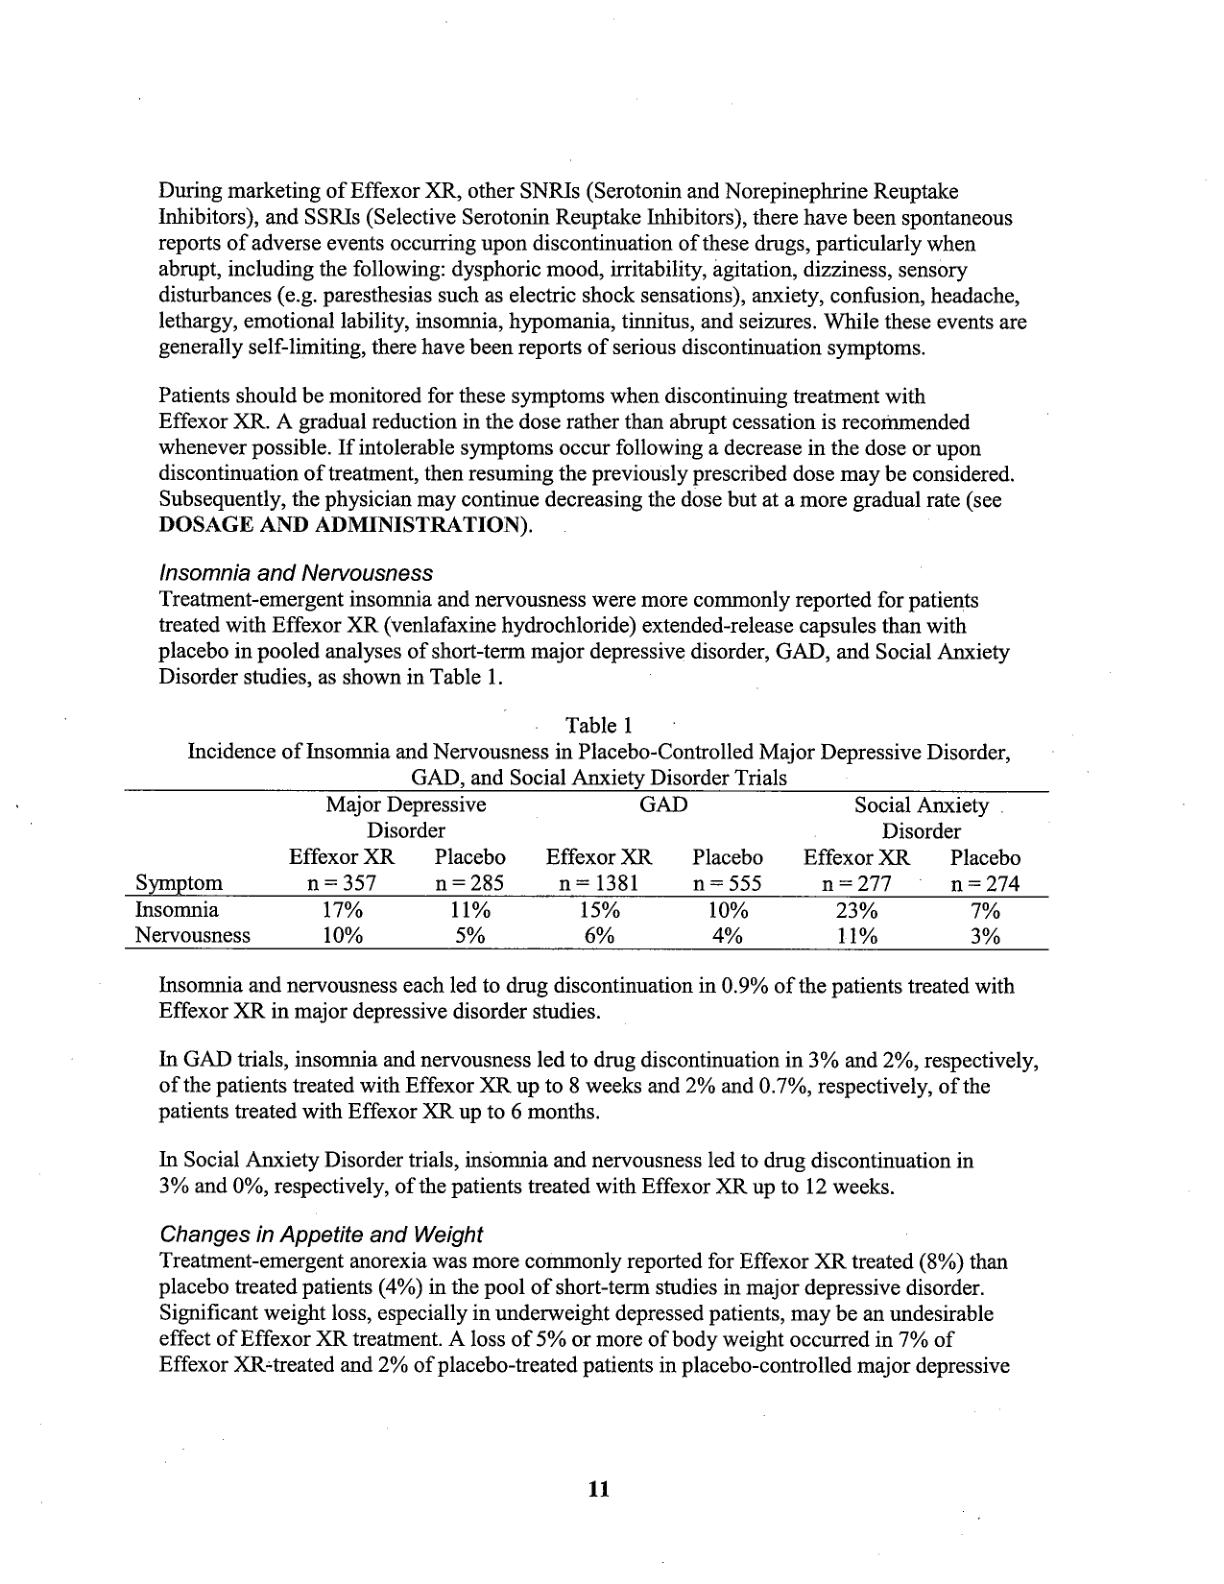 During marketing of Effexor XR, other SNRIs (Serotonin and Norepinephrine Reuptake
Inhibitors), and SSRIs (Selective Serotonin Reuptake Inhibitors), there have been spontaneous
reports of adverse events occurring upon discontinuation of these drugs, particularly when
abrupt, including the following: dysphoric mood, irritability, agitation, dizziness, sensory
disturbances (e.g. paresthesias such as electric shock sensations), anxiety, confusion, headache,
lethargy, emotional lability, insomnia, hypomania, tinnitus, and seizures. While these events are
generally self-limiting, there have been reports of serious discontinuation symptoms.
Patients should be monitored for these symptoms when discontinuing treatment with
Effexor XR. A gradual reduction in the dose rather than abrupt cessation is recommended
whenever possible. If intolerable symptoms occur following a decrease in the dose or upon
discontinuation of treatment, then resuming the previously prescribed dose may be considered.
Subsequently, the physician may continue decreasing the dose but at a more gradual rate (see
DOSAGE AND ADMINISTRATION).
Insomnia and Nervousness
Treatment-emergent insomnia and nervousness were more commonly reported for patients
treated with Effexor XR (venlafaxine hydrochloride) extended-release capsules than with
placebo in pooled analyses of short-term major depressive disorder, GAD, and Social Anxiety
Disorder studies, as shown in Table 1.
Table 1
Incidence of Insomnia and Nervousness in Placebo-Controlled Major Depressive Disorder,
GAD, and Social Anxiety Disorder Trials
Major Depressive GAD Social Anxiety
Disorder Disorder
Effexor XR Placebo Effexor XR Placebo Effexor XR Placebo
Symptom n = 357 n = 285 n = 1381 n = 555 n = 277 n = 274
Insomnia 17% 11% 15% 10% 23% 7%
Nervousness 10% 5% 6% 4% 11% 3%
Insomnia and nervousness each led to drug discontinuation in 0.9% of the patients treated with
Effexor XR in major depressive disorder studies.
In GAD trials, insomnia and nervousness led to drug discontinuation in 3% and 2%, respectively,
of the patients treated with Effexor XR up to 8 weeks and 2% and 0.7%, respectively, of the
patients treated with Effexor XR up to 6 months.
In Social Anxiety Disorder trials, insomnia and nervousness led to drug discontinuation in
3% and 0%, respectively, of the patients treated with Effexor XR up to 12 weeks.
Changes in Appetite and Weight
Treatment-emergent anorexia was more commonly reported for Effexor XR treated (8%) than
placebo treated patients (4%) in the pool of short-term studies in major depressive disorder.
Significant weight loss, especially in underweight depressed patients, may be an undesirable
effect of Effexor XR treatment. A loss of 5% or more of body weight occurred in 7% of
Effexor XR-treated and 2% of placebo-treated patients in placebo-controlled major depressive
11